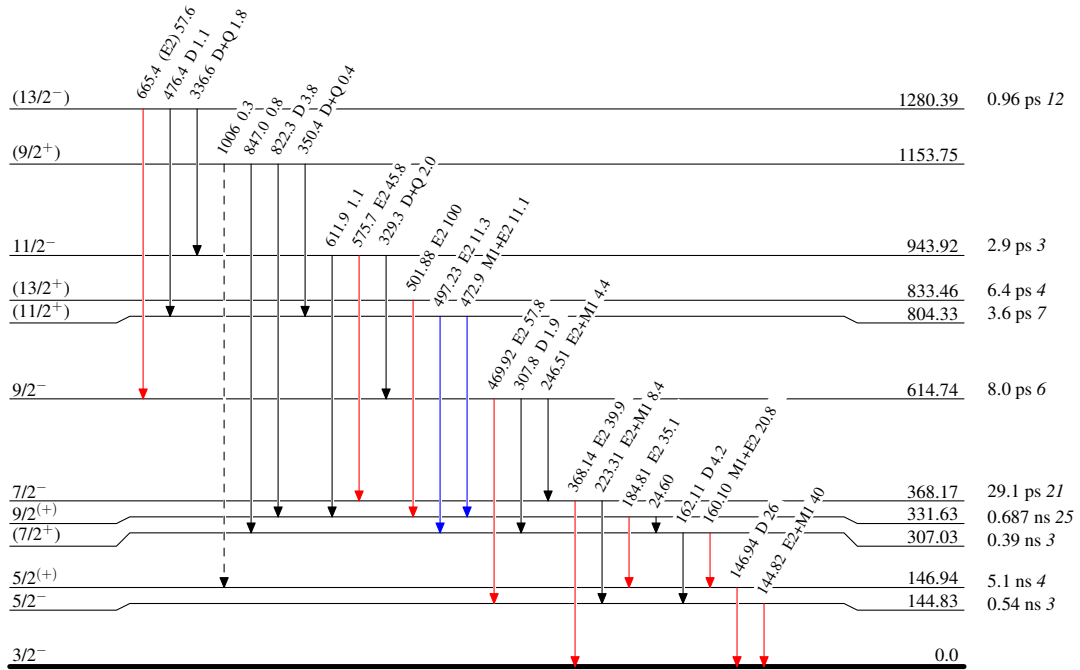 665.4 (E2) 57.6
476.4 D 1.1
336.6 D+Q 1.8
(13/2⁻) 1280.39 0.96 ps 12
1006 0.3
847.0 0.8
822.3 D 3.8
350.4 D+Q 0.4
(9/2⁺) 1153.75
611.9 1.1
575.7 E2 45.8
329.3 D+Q 2.0
11/2⁻ 943.92 2.9 ps 3
501.88 E2 100
(13/2⁺) 833.46 6.4 ps 4
497.23 E2 11.3
472.9 M1+E2 11.1
(11/2⁺) 804.33 3.6 ps 7
469.92 E2 57.8
307.8 D 1.9
246.51 E2+M1 4.4
9/2⁻ 614.74 8.0 ps 6
368.14 E2 39.9
223.31 E2+M1 8.4
7/2⁻ 368.17 29.1 ps 21
184.81 E2 35.1
24.60
9/2⁽⁺⁾ 331.63 0.687 ns 25
162.11 D 4.2
160.10 M1+E2 20.8
(7/2⁺) 307.03 0.39 ns 3
146.94 D 26
5/2⁽⁺⁾ 146.94 5.1 ns 4
144.82 E2+M1 40
5/2⁻ 144.83 0.54 ns 3
3/2⁻ 0.0